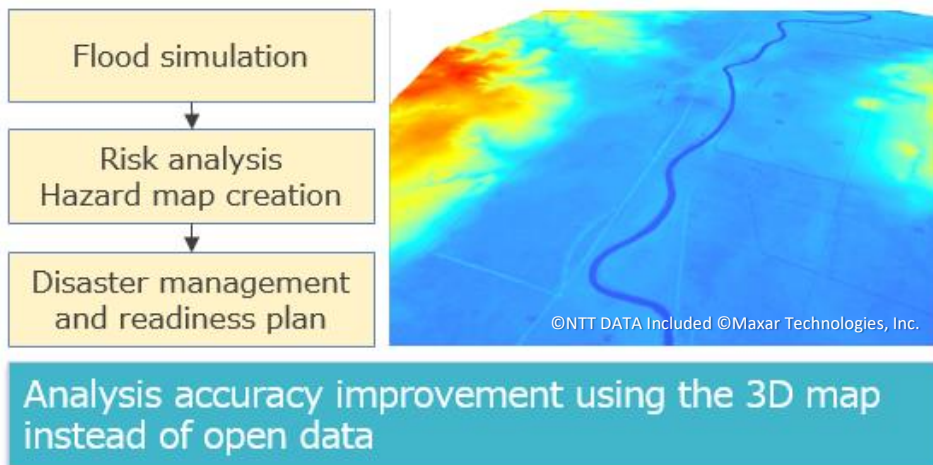 Flood simulation
Risk analysis
Hazard map creation
Disaster management
and readiness plan
©NTT DATA Included ©Maxar Technologies, Inc.
Analysis accuracy improvement using the 3D map
instead of open data